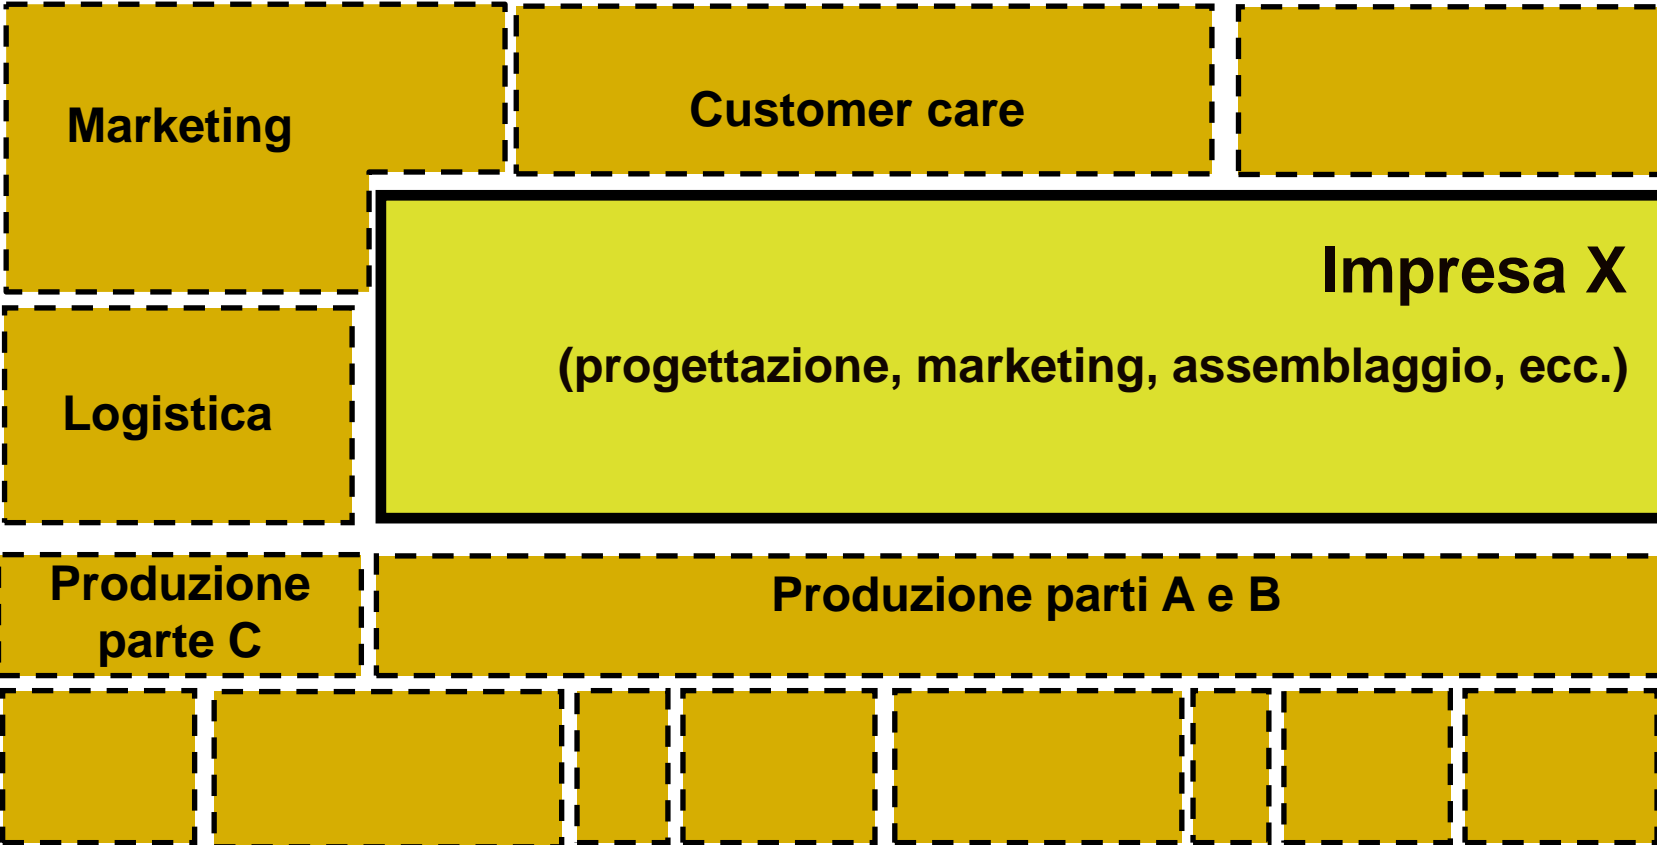 Marketing
Customer care
Impresa X
(progettazione, marketing, assemblaggio, ecc.)
Logistica
Produzione
parte C
Produzione parti A e B